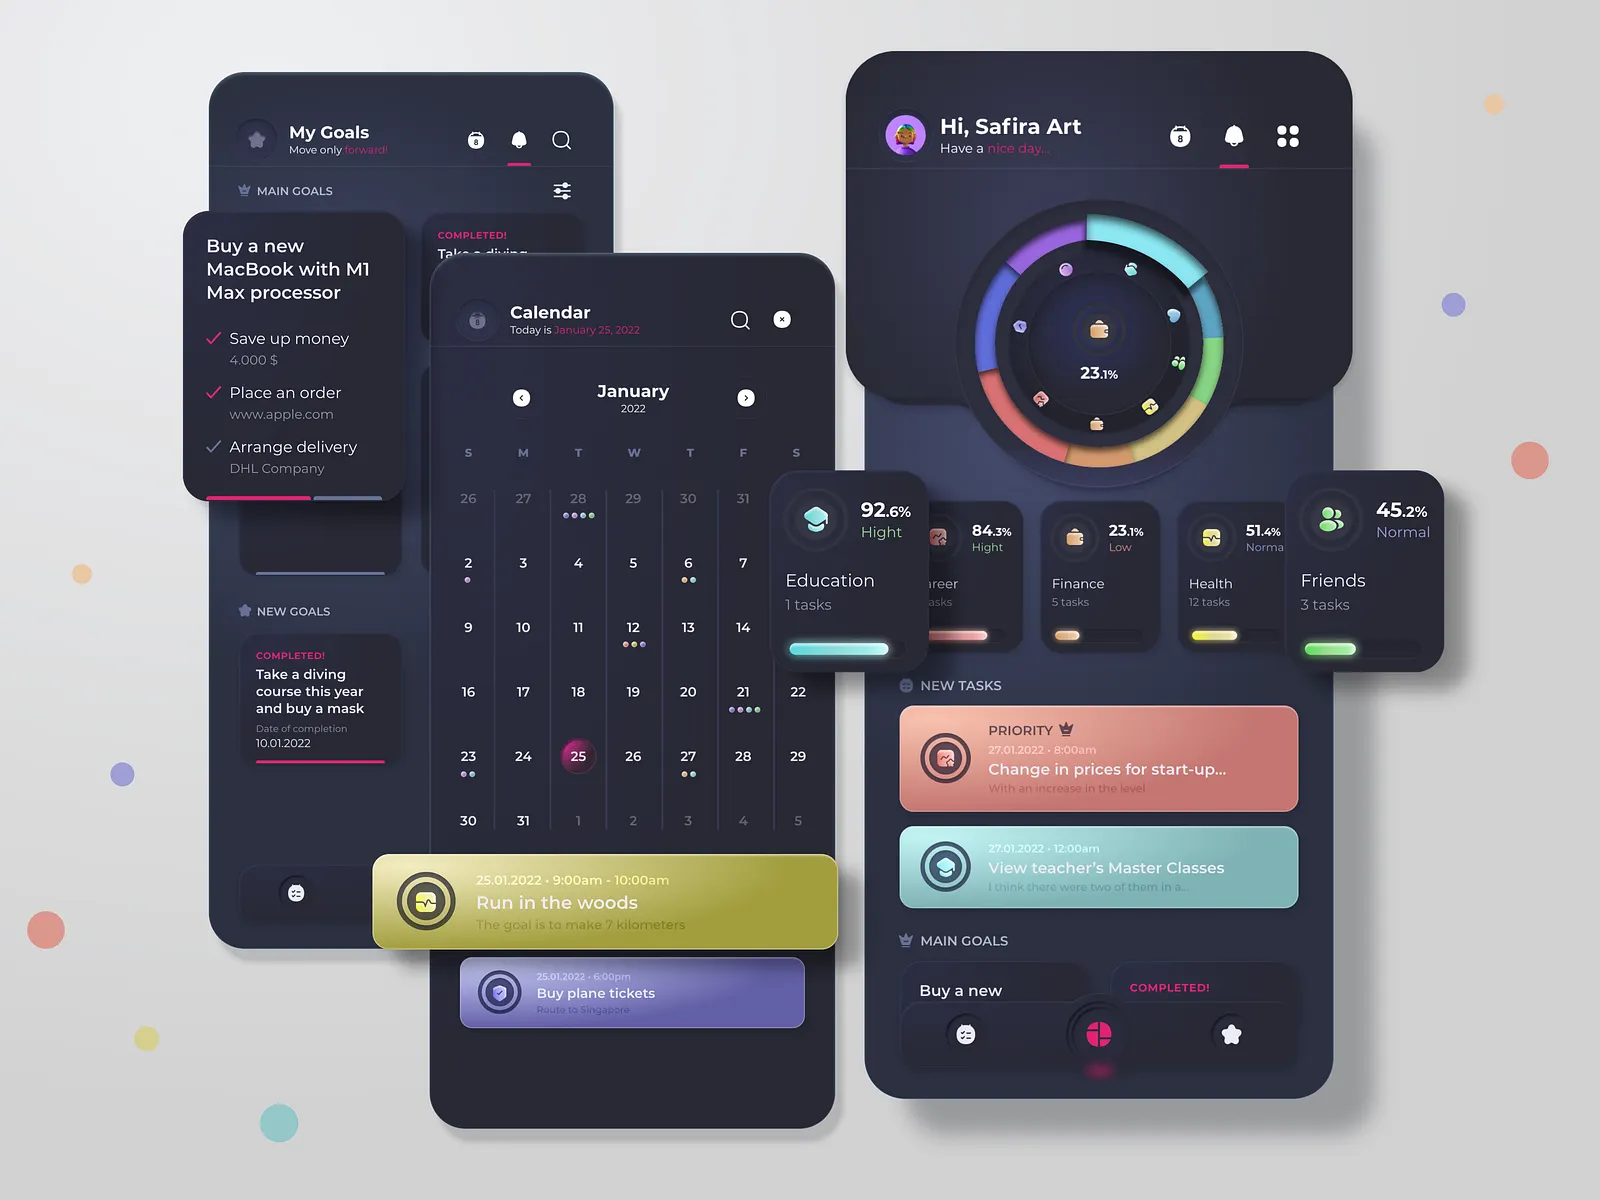 My Goals
Move only forward!
8
MAIN GOALS
Buy a new
MacBook with M1
Max processor
Save up money
4.000 $
Place an order
www.apple.com
Arrange delivery
DHL Company
COMPLETED!
Take a diving
NEW GOALS
COMPLETED!
Take a diving
course this year
and buy a mask
Date of completion
10.01.2022
8
Calendar
Today is January 25, 2022
January
2022
S M T W T F S
26 27 28 29 30 31
2 3 4 5 6 7
9 10 11 12 13 14
16 17 18 19 20 21 22
23 24 25 26 27 28 29
30 31 1 2 3 4 5
25.01.2022 • 9:00am - 10:00am
Run in the woods
The goal is to make 7 kilometers
25.01.2022 • 6:00pm
Buy plane tickets
Route to Singapore
Hi, Safira Art
Have a nice day...
8
23.1%
92.6%
Hight
Education
1 tasks
84.3%
Hight
reer
asks
23.1%
Low
Finance
5 tasks
51.4%
Norma
Health
12 tasks
45.2%
Normal
Friends
3 tasks
NEW TASKS
PRIORITY
27.01.2022 • 8:00am
Change in prices for start-up...
With an increase in the level
27.01.2022 • 12:00am
View teacher's Master Classes
I think there were two of them in a...
MAIN GOALS
Buy a new
COMPLETED!